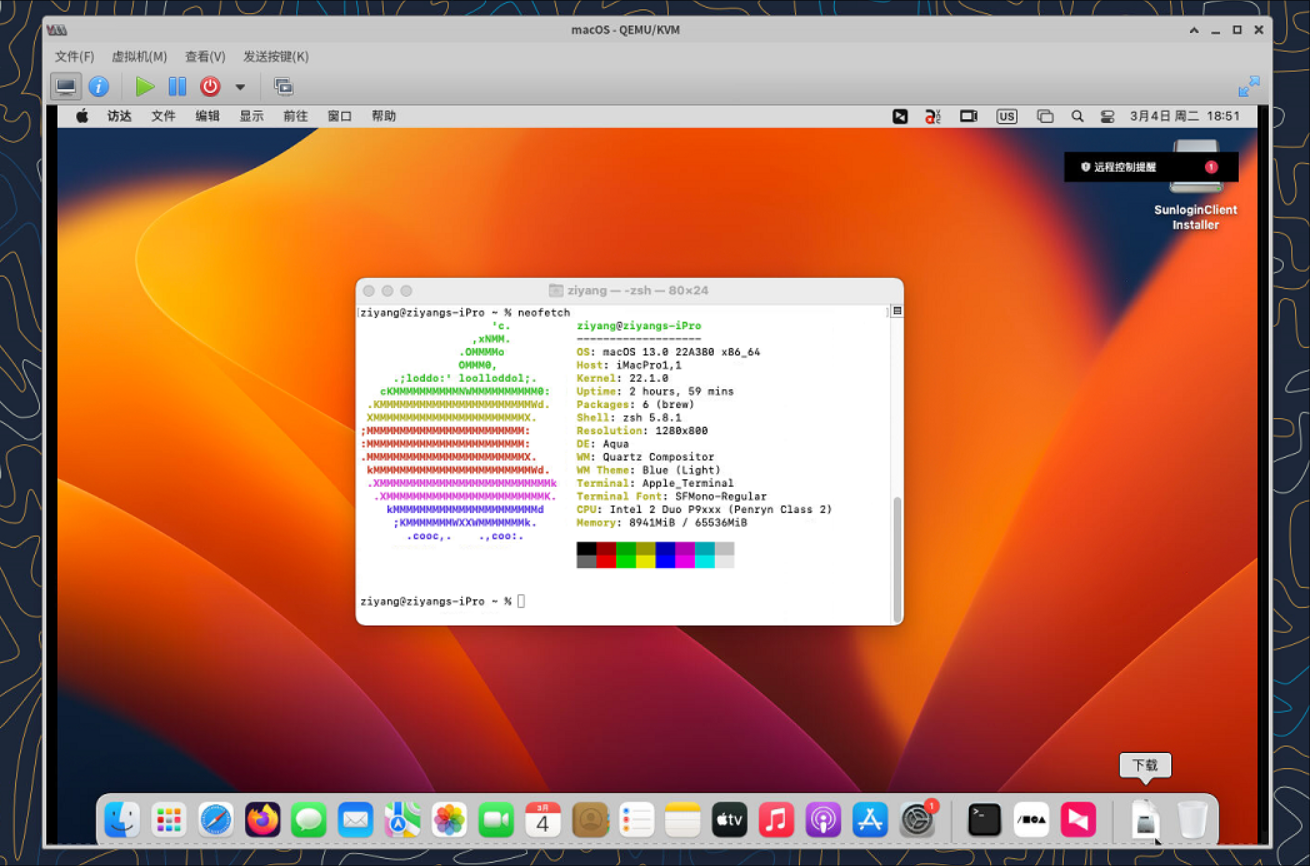 macOS - QEMU/KVM
文件(F) 虚拟机(M) 查看(V) 发送按键(K)
访达 文件 编辑 显示 前往 窗口 帮助 US 3月4日 周二 18:51
远程控制提醒 1
SunloginClient
Installer
ziyang — -zsh — 80×24
[ziyang@ziyangs-iPro ~ % neofetch ]
'c. ziyang@ziyangs-iPro
,xNMM. -------------------
.OMMMMo OS: macOS 13.0 22A380 x86_64
OMMM0, Host: iMacPro1,1
.;loddo:' loolloddol;. Kernel: 22.1.0
cKMMMMMMMMMMNWMMMMMMMMMM0: Uptime: 2 hours, 59 mins
.KMMMMMMMMMMMMMMMMMMMMMMMWd. Packages: 6 (brew)
XMMMMMMMMMMMMMMMMMMMMMMMX. Shell: zsh 5.8.1
;MMMMMMMMMMMMMMMMMMMMMMMM: Resolution: 1280x800
:MMMMMMMMMMMMMMMMMMMMMMMM: DE: Aqua
.MMMMMMMMMMMMMMMMMMMMMMMMX. WM: Quartz Compositor
kMMMMMMMMMMMMMMMMMMMMMMMMWd. WM Theme: Blue (Light)
.XMMMMMMMMMMMMMMMMMMMMMMMMMMk Terminal: Apple_Terminal
.XMMMMMMMMMMMMMMMMMMMMMMMMK. Terminal Font: SFMono-Regular
kMMMMMMMMMMMMMMMMMMMMMMd CPU: Intel 2 Duo P9xxx (Penryn Class 2)
;KMMMMMMMWXXWMMMMMMMk. Memory: 8941MiB / 65536MiB
.cooc,. .,coo:.
ziyang@ziyangs-iPro ~ %
下载
3月
4
tv
1